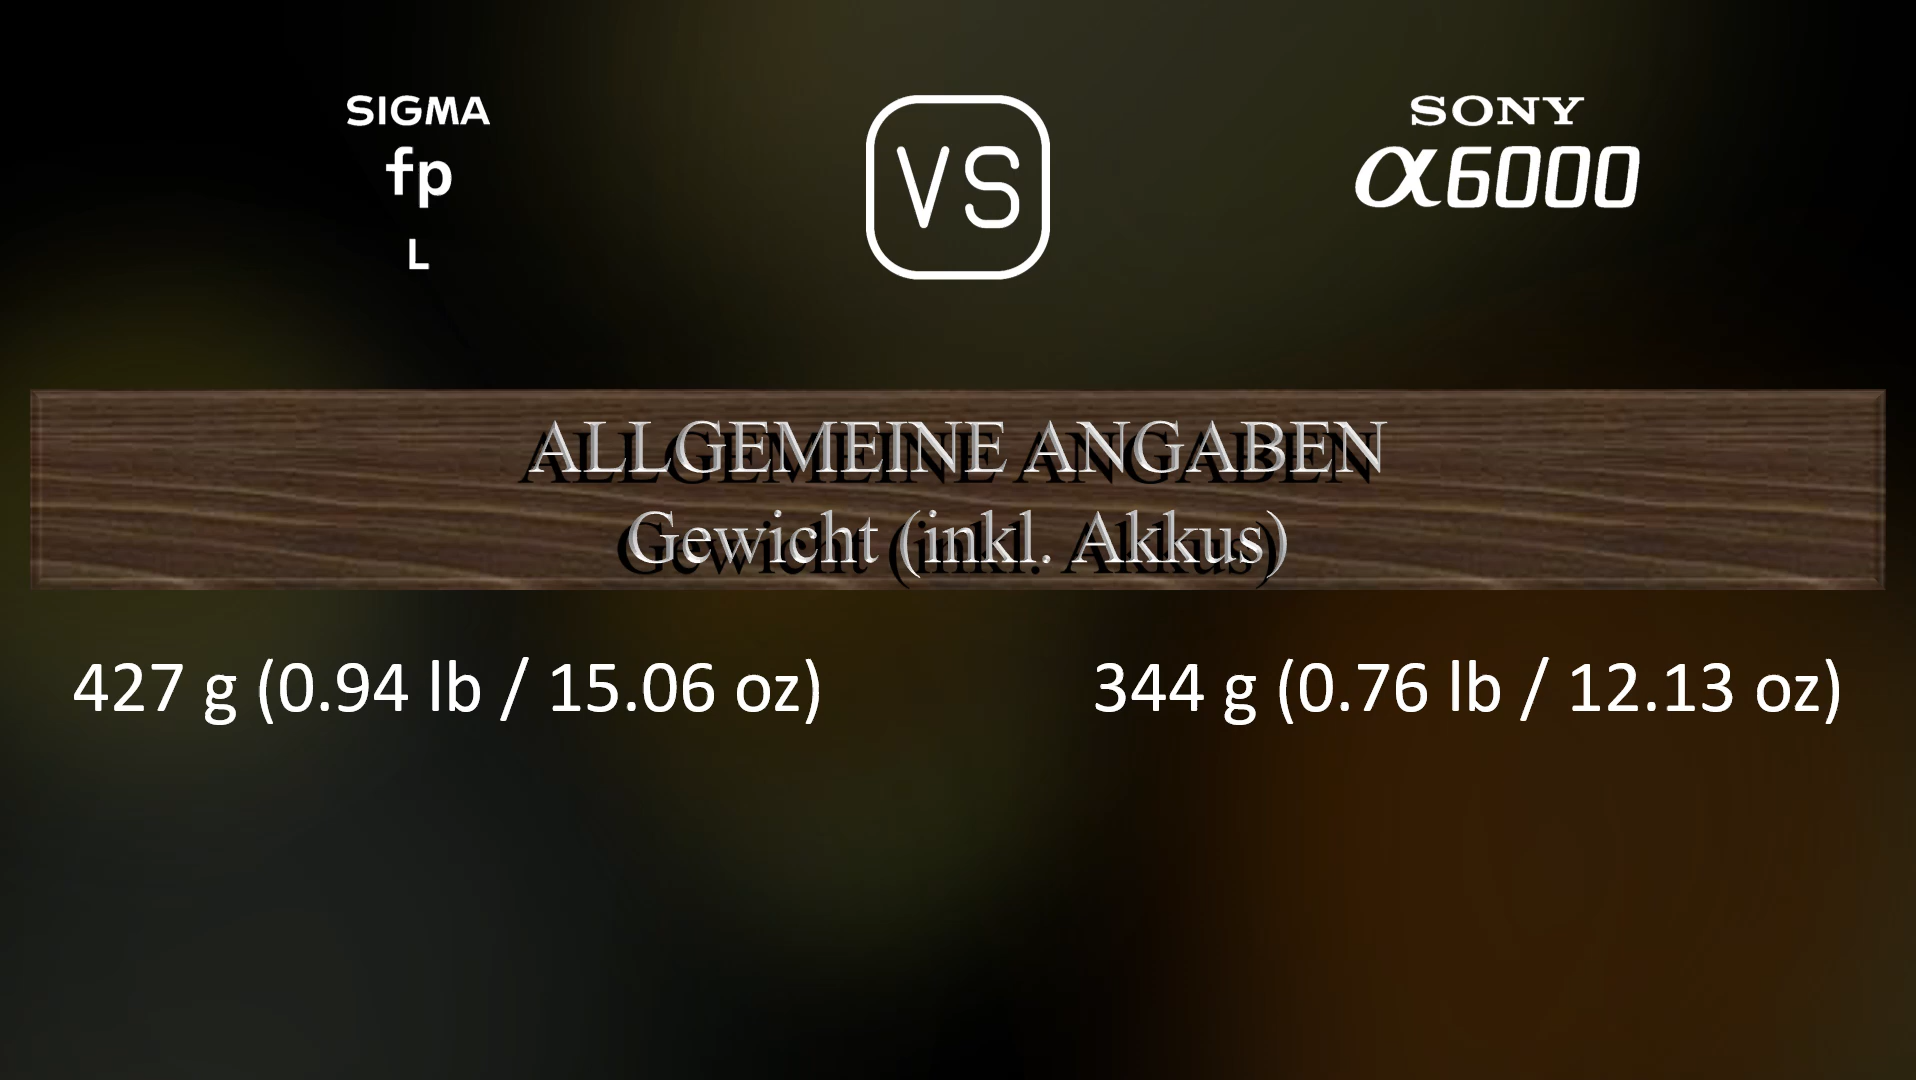 SIGMA
fp
L
VS
SONY
α6000
ALLGEMEINE ANGABEN
Gewicht (inkl. Akkus)
427 g (0.94 lb / 15.06 oz)
344 g (0.76 lb / 12.13 oz)